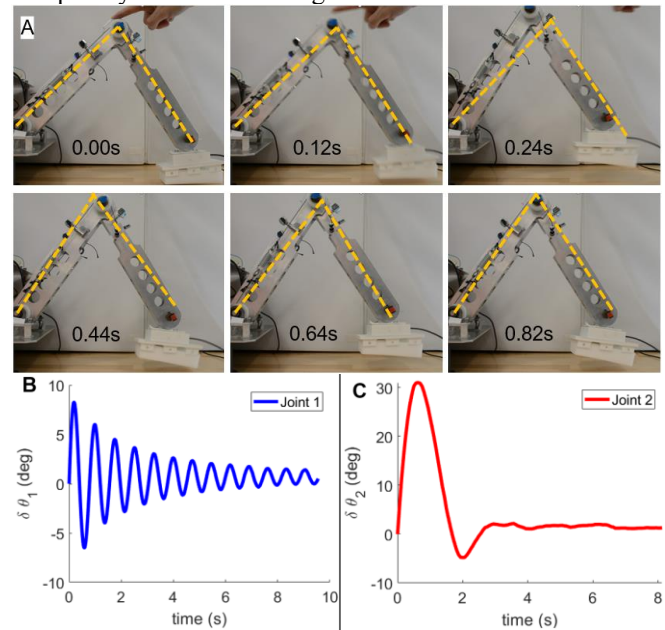 A
0.00s
0.12s
0.24s
0.44s
0.64s
0.82s
B
10
5
0
-5
-10
δ θ1 (deg)
Joint 1
0
2
4
6
8
10
time (s)
C
30
20
10
0
-10
δ θ2 (deg)
Joint 2
0
2
4
6
8
time (s)